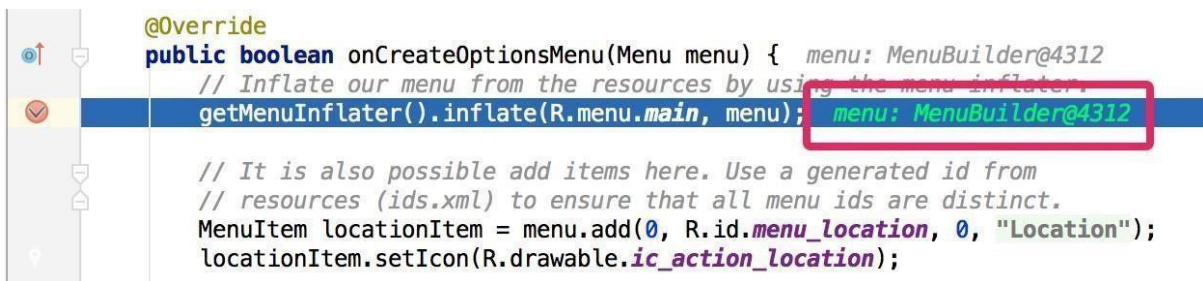 @Override
public boolean onCreateOptionsMenu(Menu menu) {  menu: MenuBuilder@4312
// Inflate our menu from the resources by using the menu inflater.
getMenuInflater().inflate(R.menu.main, menu);  menu: MenuBuilder@4312
// It is also possible add items here. Use a generated id from
// resources (ids.xml) to ensure that all menu ids are distinct.
MenuItem locationItem = menu.add(0, R.id.menu_location, 0, "Location");
locationItem.setIcon(R.drawable.ic_action_location);